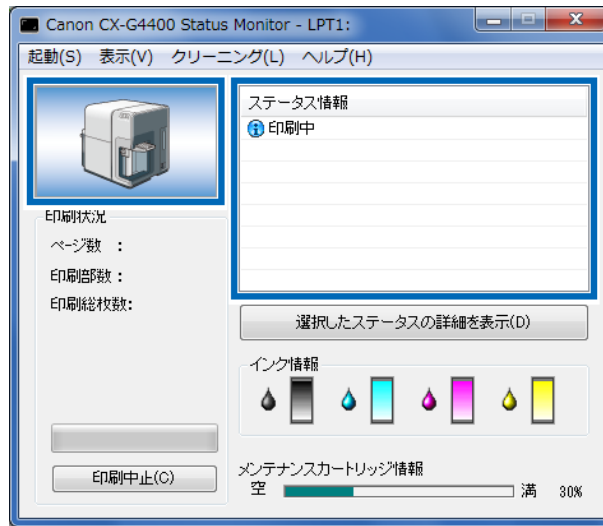 Canon CX-G4400 Status Monitor - LPT1:
起動(S) 表示(V) クリーニング(L) ヘルプ(H)
ステータス情報
印刷中
印刷状況
ページ数 :
印刷部数 :
印刷総枚数:
選択したステータスの詳細を表示(D)
インク情報
印刷中止(C)
メンテナンスカートリッジ情報
空 満 30%